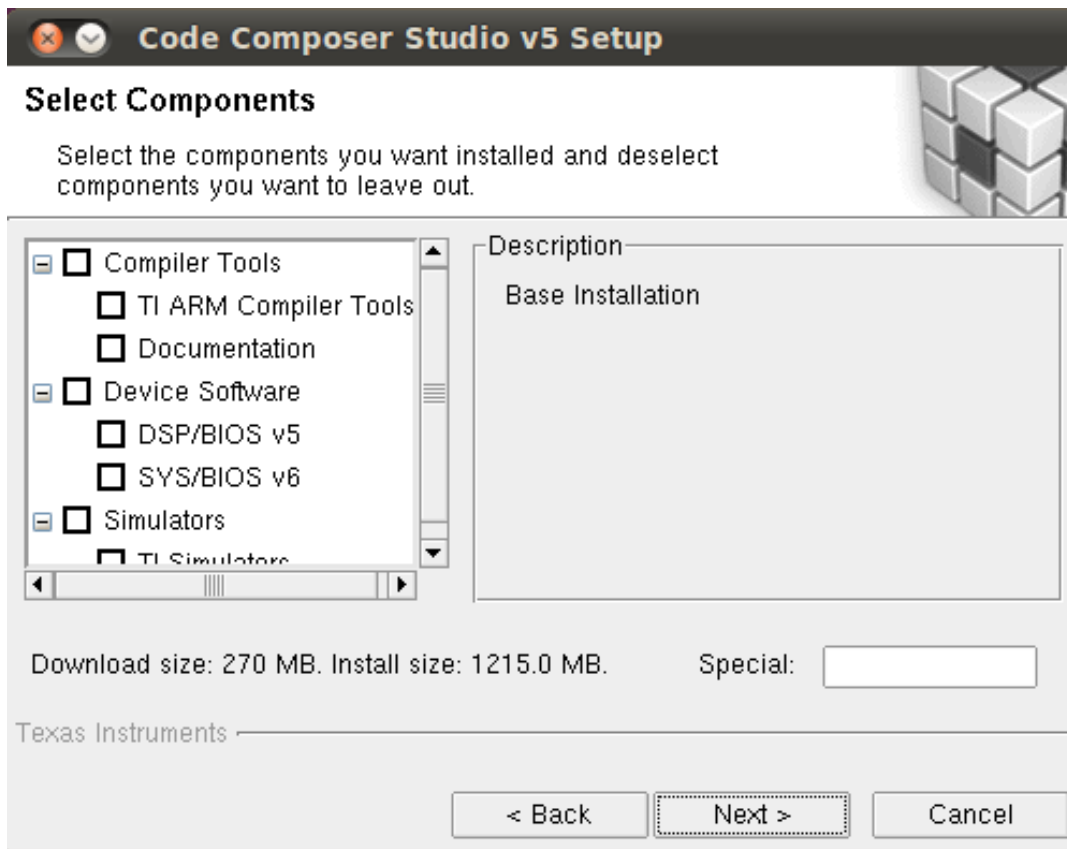 Code Composer Studio v5 Setup
Select Components
Select the components you want installed and deselect
components you want to leave out.
Compiler Tools
TI ARM Compiler Tools
Documentation
Device Software
DSP/BIOS v5
SYS/BIOS v6
Simulators
TI Simulators
Description
Base Installation
Download size: 270 MB. Install size: 1215.0 MB.
Special:
Texas Instruments
< Back
Next >
Cancel